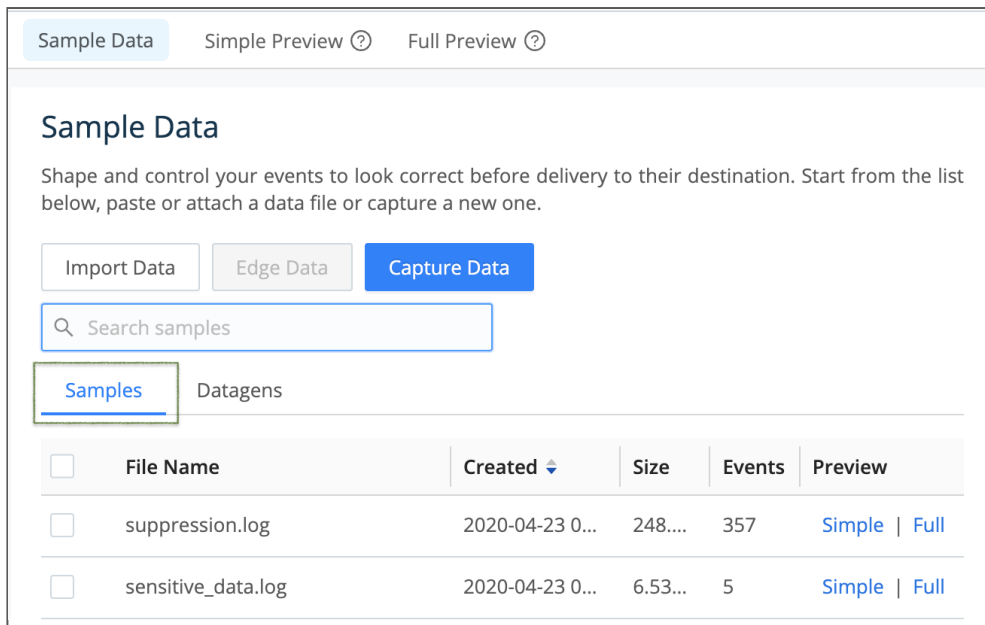 Sample Data Simple Preview ? Full Preview ?
Sample Data
Shape and control your events to look correct before delivery to their destination. Start from the list
below, paste or attach a data file or capture a new one.
Import Data Edge Data Capture Data
Search samples
Samples Datagens
File Name Created Size Events Preview
suppression.log 2020-04-23 0... 248.... 357 Simple | Full
sensitive_data.log 2020-04-23 0... 6.53... 5 Simple | Full